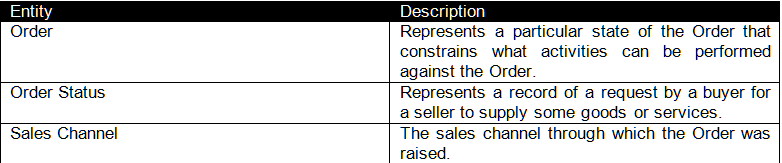 Entity Description
Order Represents a particular state of the Order that
constrains what activities can be performed
against the Order.
Order Status Represents a record of a request by a buyer for
a seller to supply some goods or services.
Sales Channel The sales channel through which the Order was
raised.